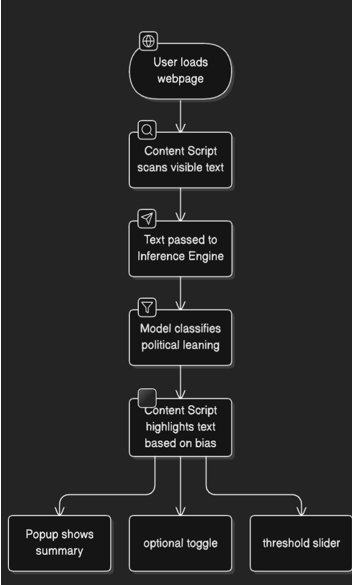 User loads
webpage
Content Script
scans visible text
Text passed to
Inference Engine
Model classifies
political leaning
Content Script
highlights text
based on bias
Popup shows
summary
optional toggle
threshold slider